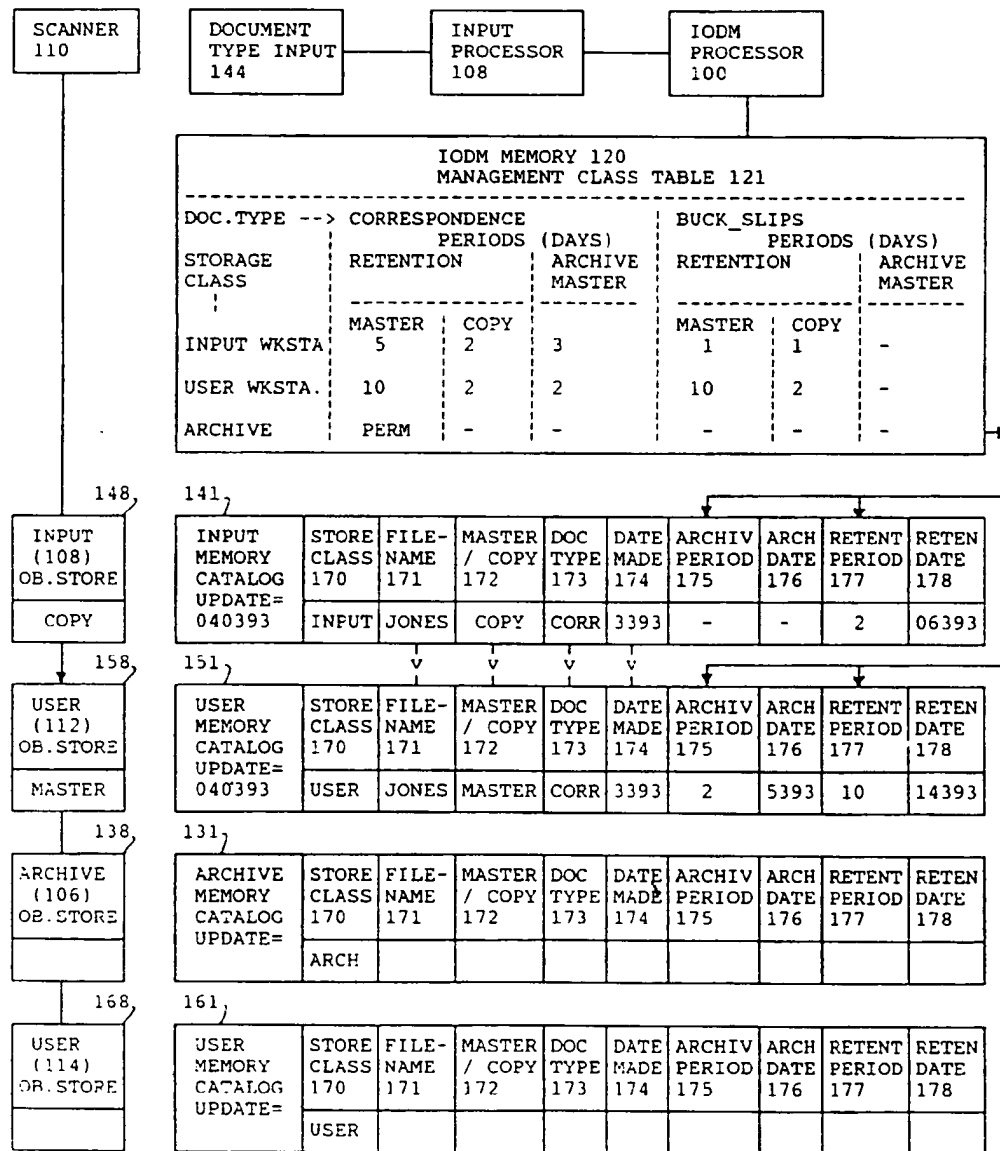 SCANNER
110
DOCUMENT
TYPE INPUT
144
INPUT
PROCESSOR
108
IODM
PROCESSOR
100
IODM MEMORY 120
MANAGEMENT CLASS TABLE 121
DOC.TYPE --> CORRESPONDENCE BUCK_SLIPS
PERIODS (DAYS) PERIODS (DAYS)
STORAGE RETENTION ARCHIVE RETENTION ARCHIVE
CLASS MASTER MASTER
MASTER COPY MASTER COPY
INPUT WKSTA 5 2 3 1 1 -
USER WKSTA. 10 2 2 10 2 -
ARCHIVE PERM - - - - -
148
INPUT
(108)
OB.STORE
COPY
141
INPUT STORE FILE- MASTER DOC DATE ARCHIV ARCH RETENT RETEN
MEMORY CLASS NAME / COPY TYPE MADE PERIOD DATE PERIOD DATE
CATALOG 170 171 172 173 174 175 176 177 178
UPDATE=
040393 INPUT JONES COPY CORR 3393 - - 2 06393
v v v v
158
USER
(112)
OB.STORE
MASTER
151
USER STORE FILE- MASTER DOC DATE ARCHIV ARCH RETENT RETEN
MEMORY CLASS NAME / COPY TYPE MADE PERIOD DATE PERIOD DATE
CATALOG 170 171 172 173 174 175 176 177 178
UPDATE=
040393 USER JONES MASTER CORR 3393 2 5393 10 14393
138
ARCHIVE
(106)
OB.STORE
131
ARCHIVE STORE FILE- MASTER DOC DATE ARCHIV ARCH RETENT RETEN
MEMORY CLASS NAME / COPY TYPE MADE PERIOD DATE PERIOD DATE
CATALOG 170 171 172 173 174 175 176 177 178
UPDATE=
ARCH
168
USER
(114)
OB.STORE
161
USER STORE FILE- MASTER DOC DATE ARCHIV ARCH RETENT RETEN
MEMORY CLASS NAME / COPY TYPE MADE PERIOD DATE PERIOD DATE
CATALOG 170 171 172 173 174 175 176 177 178
UPDATE=
USER